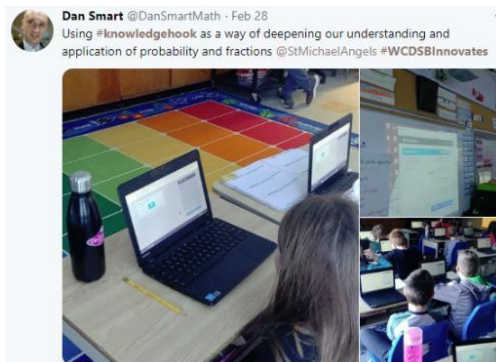 Dan Smart @DanSmartMath · Feb 28
Using #knowledgehook as a way of deepening our understanding and
application of probability and fractions @StMichaelAngels #WCDSBInnovates